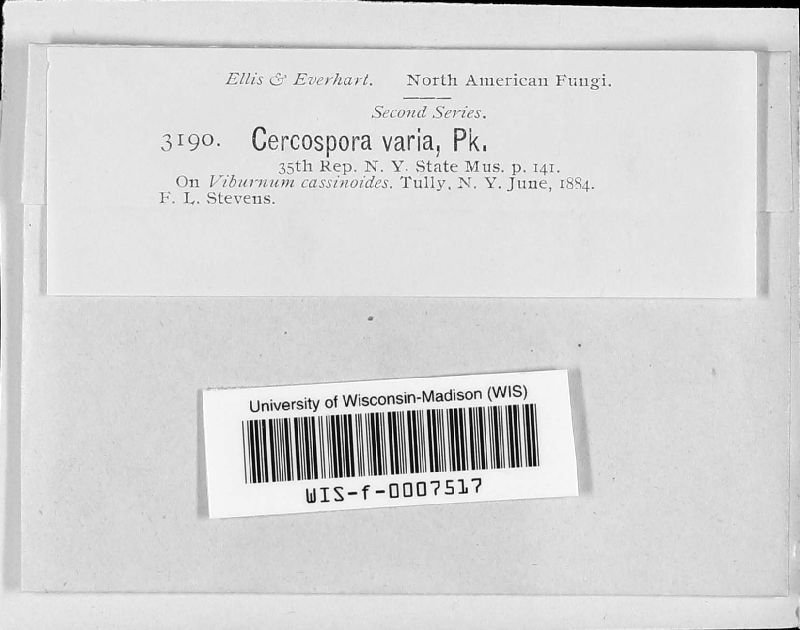 Ellis & Everhart. North American Fungi.
Second Series.
3190. Cercospora varia, Pk.
35th Rep. N. Y. State Mus. p. 141.
On Viburnum cassinoides. Tully, N. Y. June, 1884.
F. L. Stevens.
University of Wisconsin-Madison (WIS)
WIS-f-0007517